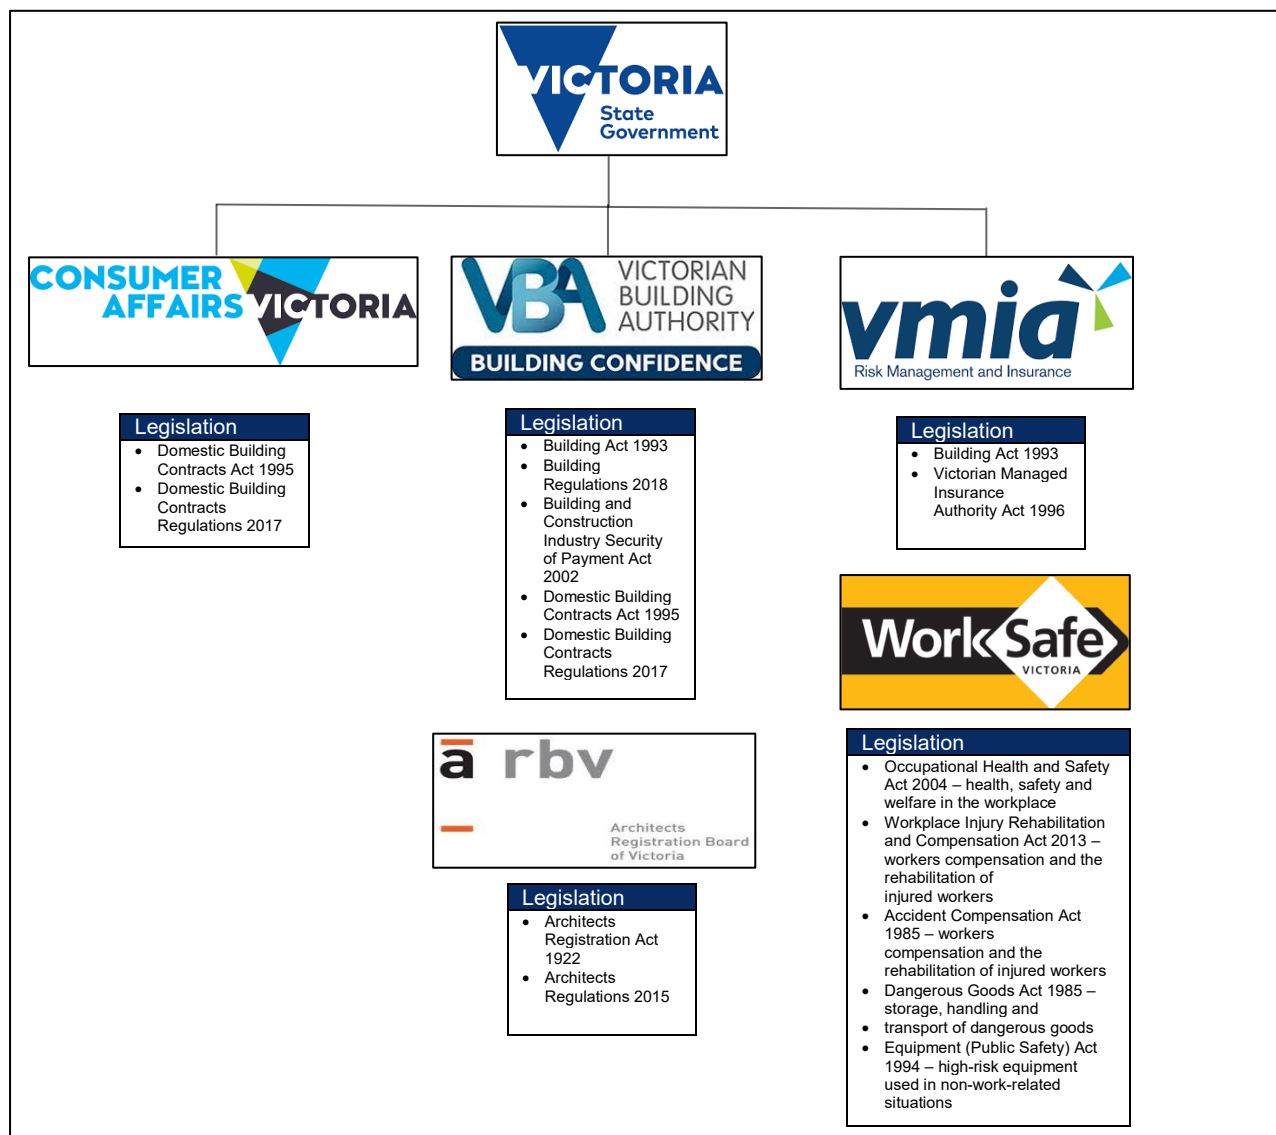 VICTORIA
State
Government
CONSUMER
AFFAIRS VICTORIA
VBA VICTORIAN
BUILDING
AUTHORITY
BUILDING CONFIDENCE
vmia
Risk Management and Insurance
Legislation
• Domestic Building
Contracts Act 1995
• Domestic Building
Contracts
Regulations 2017
Legislation
• Building Act 1993
• Building
Regulations 2018
• Building and
Construction
Industry Security
of Payment Act
2002
• Domestic Building
Contracts Act 1995
• Domestic Building
Contracts
Regulations 2017
Legislation
• Building Act 1993
• Victorian Managed
Insurance
Authority Act 1996
WorkSafe
VICTORIA
a rbv
Architects
Registration Board
of Victoria
Legislation
• Architects
Registration Act
1922
• Architects
Regulations 2015
Legislation
• Occupational Health and Safety
Act 2004 – health, safety and
welfare in the workplace
• Workplace Injury Rehabilitation
and Compensation Act 2013 –
workers compensation and the
rehabilitation of
injured workers
• Accident Compensation Act
1985 – workers
compensation and the
rehabilitation of injured workers
• Dangerous Goods Act 1985 –
storage, handling and
• transport of dangerous goods
• Equipment (Public Safety) Act
1994 – high-risk equipment
used in non-work-related
situations